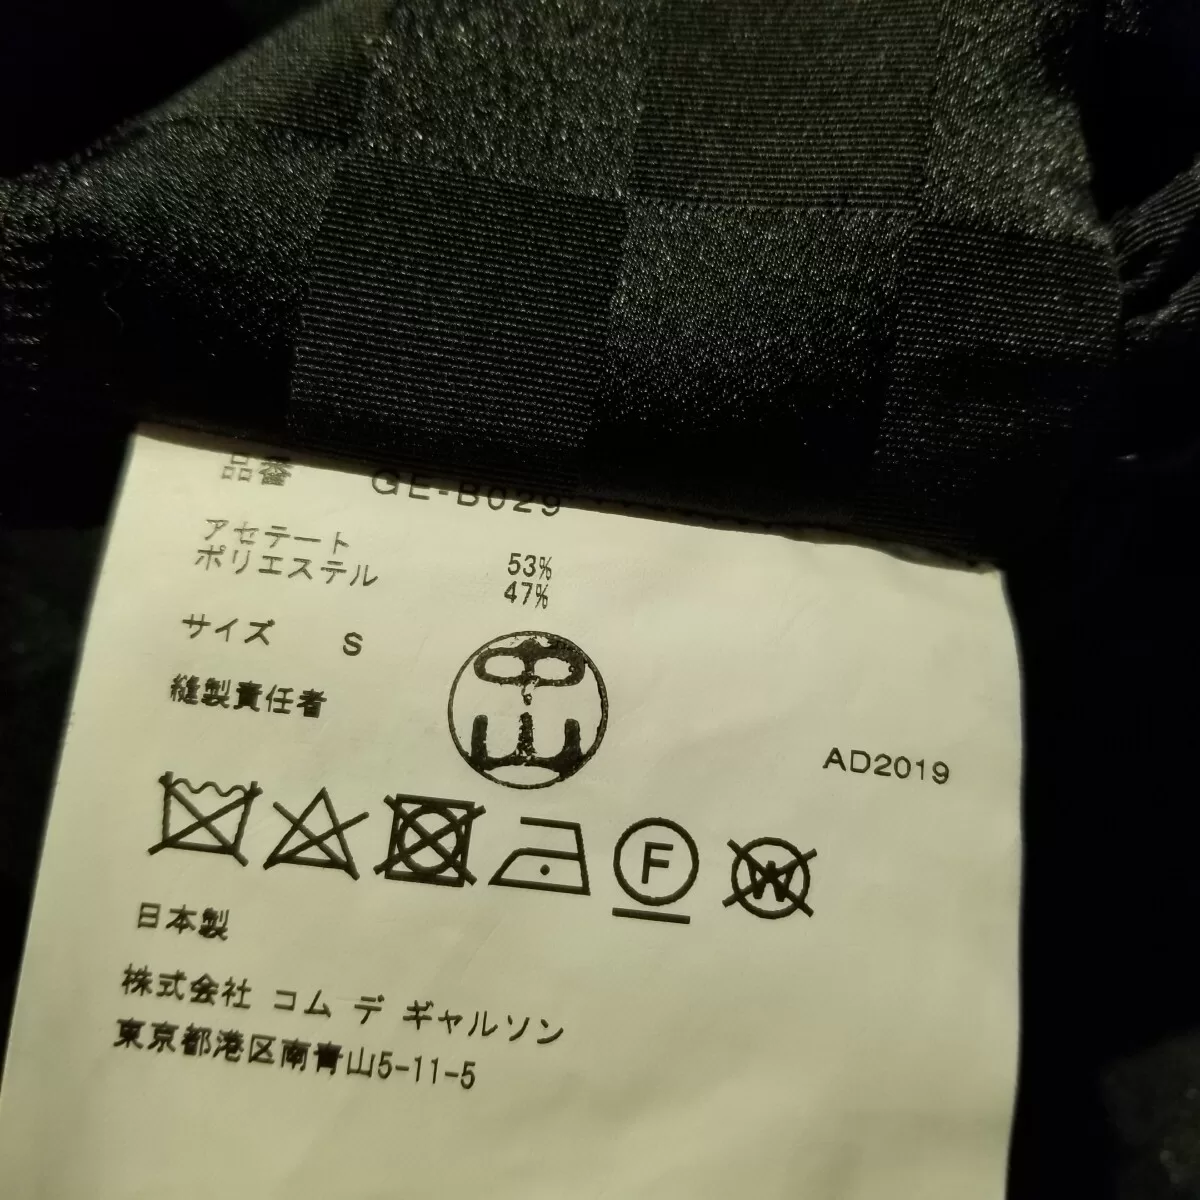 品番 GE-B029
アセテート 53%
ポリエステル 47%
サイズ S
縫製責任者 中山
AD2019
F W
日本製
株式会社 コム デ ギャルソン
東京都港区南青山5-11-5